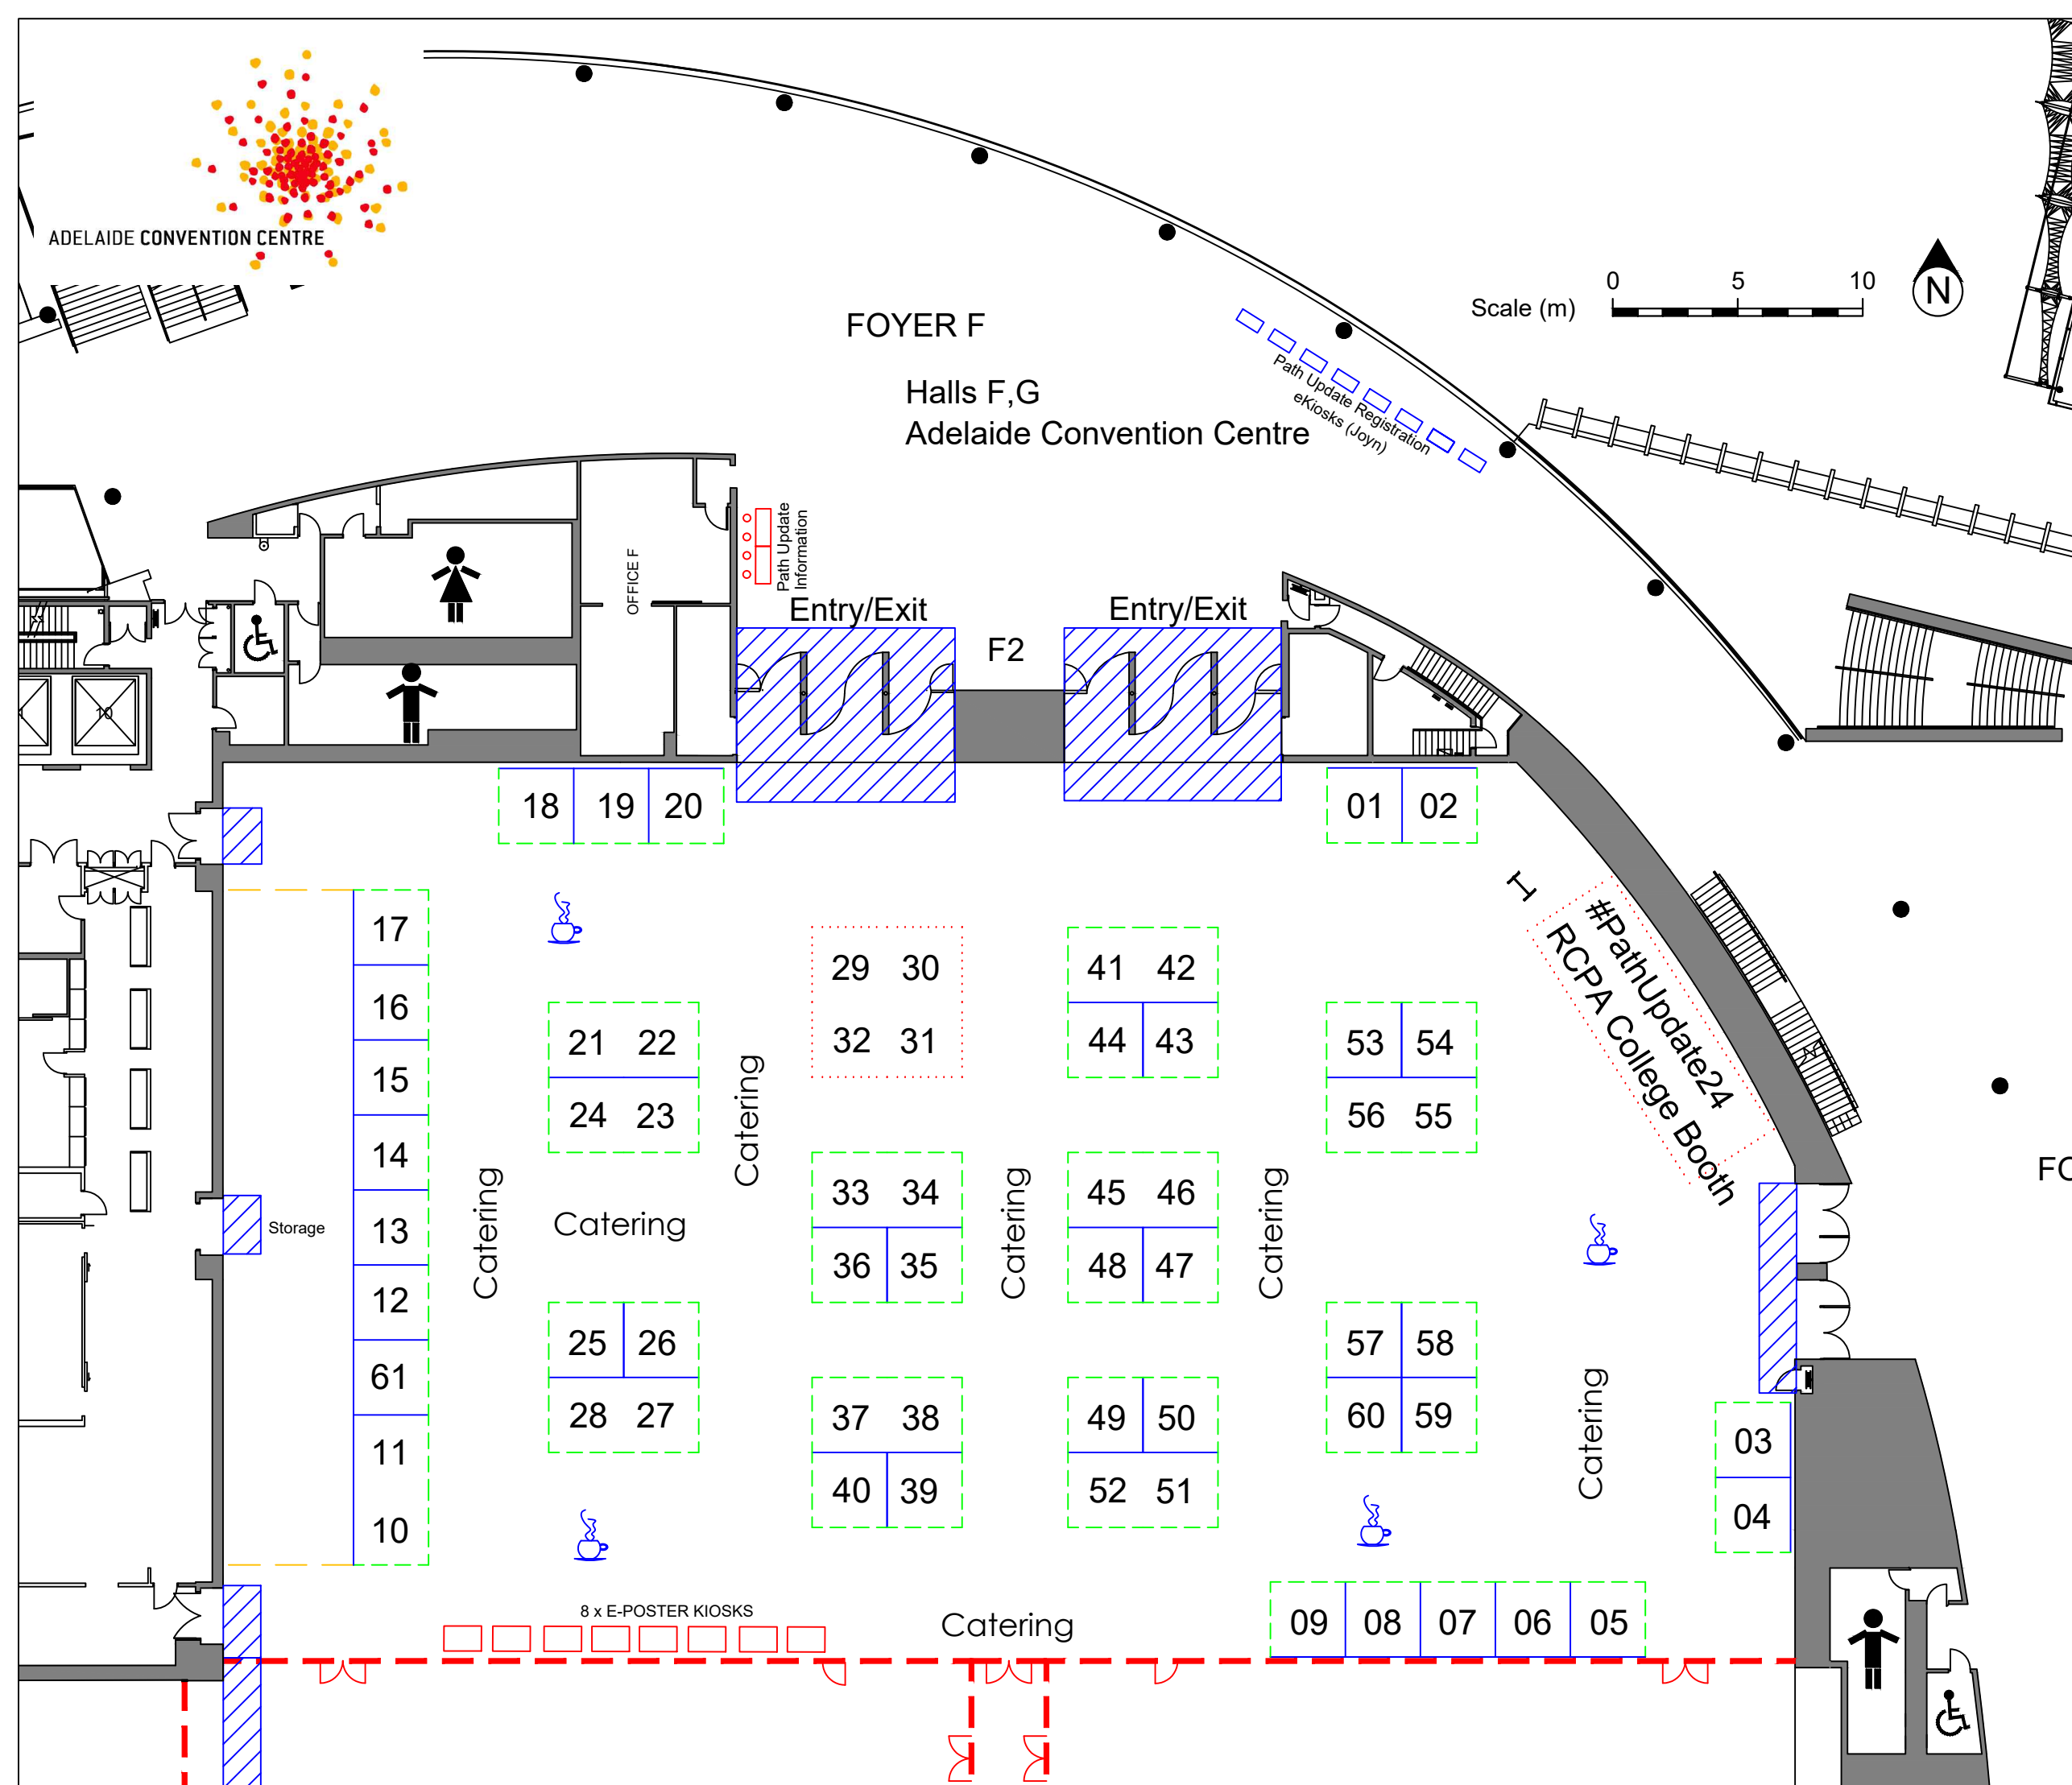 ADELAIDE CONVENTION CENTRE
0 5 10
Scale (m)
N
FOYER F
Halls F,G
Adelaide Convention Centre
Path Update Registration
eKiosks (Joyn)
Path Update
Information
OFFICE F
Entry/Exit
Entry/Exit
F2
10
18 19 20
01 02
#PathUpdate24
RCPA College Booth
17
16
15
14
13
12
61
11
10
Storage
29 30
32 31
41 42
44 43
21 22
24 23
53 54
56 55
Catering
Catering
Catering
Catering
Catering
33 34
36 35
45 46
48 47
25 26
28 27
57 58
60 59
37 38
40 39
49 50
52 51
Catering
03
04
8 x E-POSTER KIOSKS
Catering
09 08 07 06 05
FO